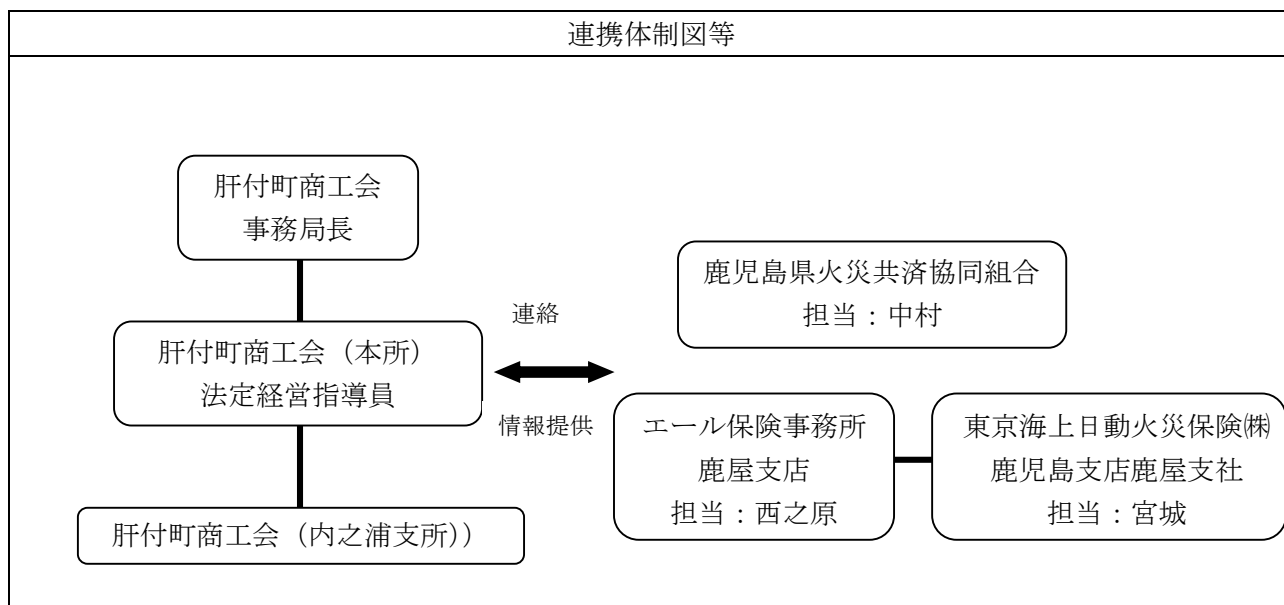 連携体制図等
肝付町商工会
事務局長
肝付町商工会（本所）
法定経営指導員
肝付町商工会（内之浦支所））
連絡
情報提供
鹿児島県火災共済協同組合
担当：中村
エール保険事務所
鹿屋支店
担当：西之原
東京海上日動火災保険㈱
鹿児島支店鹿屋支社
担当：宮城